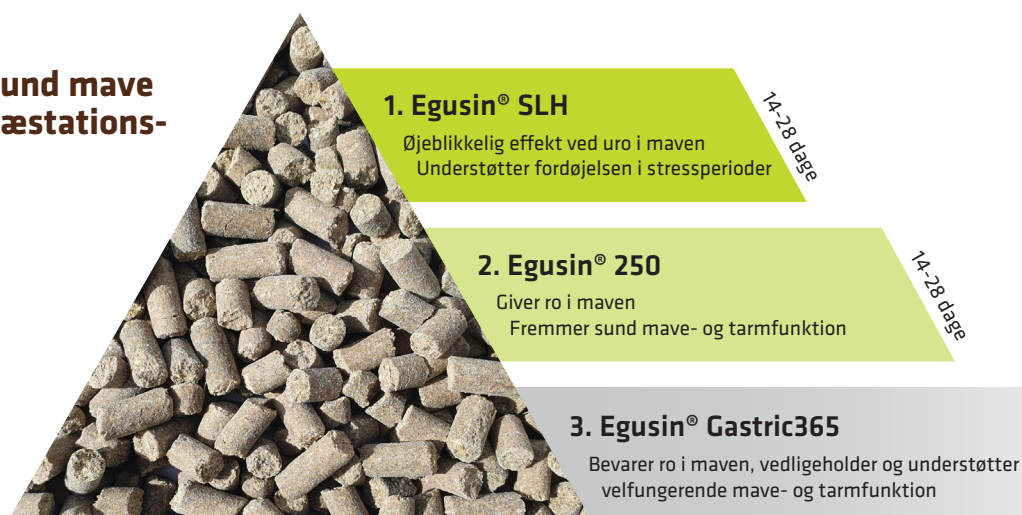 und mave
æstations-
1. Egusin® SLH
Øjeblikkelig effekt ved uro i maven
Understøtter fordøjelsen i stressperioder
14-28 dage
2. Egusin® 250
Giver ro i maven
Fremmer sund mave- og tarmfunktion
14-28 dage
3. Egusin® Gastric365
Bevarer ro i maven, vedligeholder og understøtter
velfungerende mave- og tarmfunktion